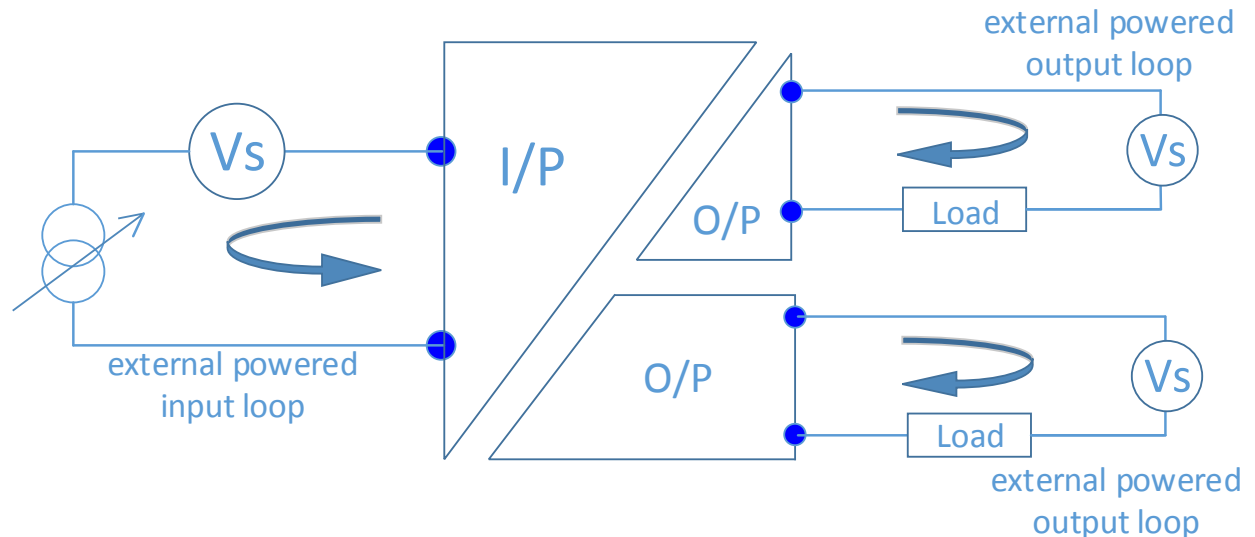 external powered
output loop
Vs
I/P
Vs
O/P
Load
external powered
input loop
O/P
Vs
Load
external powered
output loop